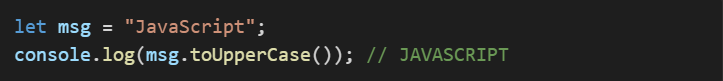 let msg = "JavaScript";
console.log(msg.toUpperCase()); // JAVASCRIPT